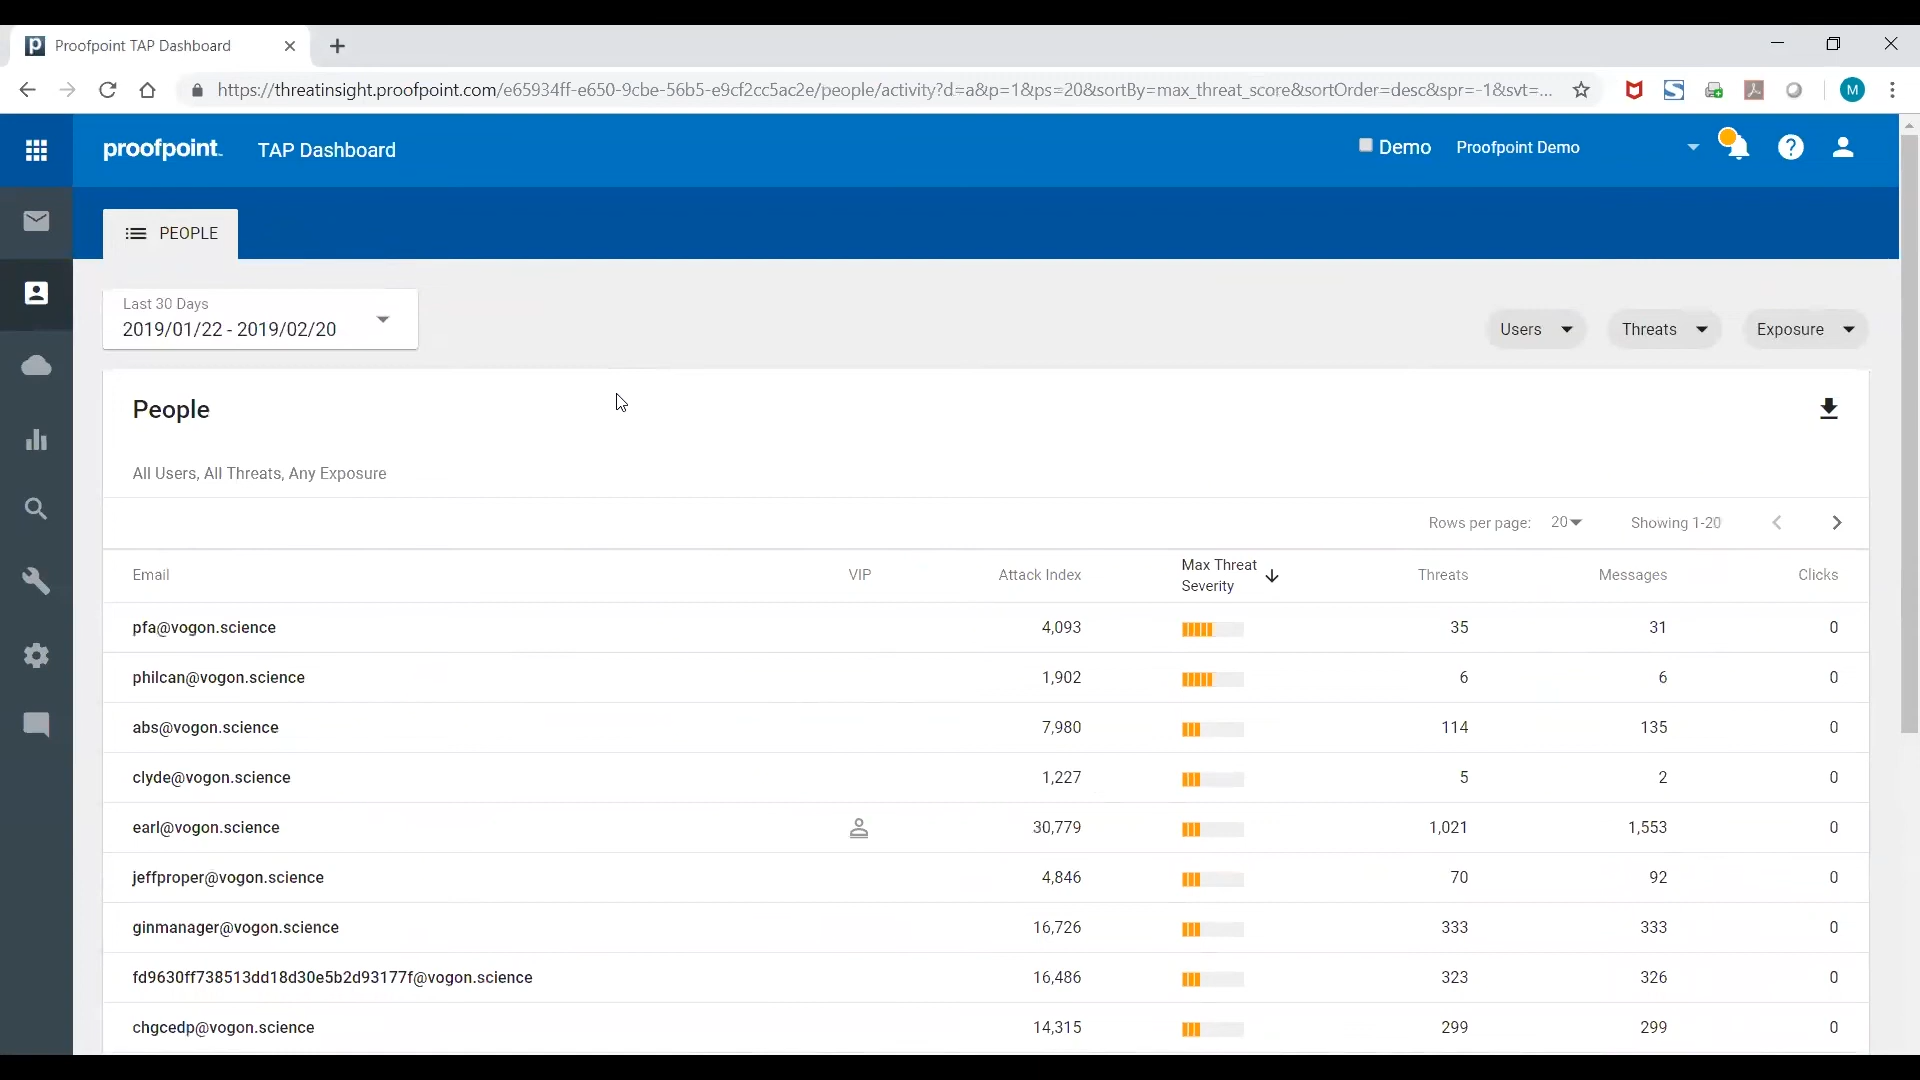 Proofpoint TAP Dashboard
https://threatinsight.proofpoint.com/e65934ff-e650-9cbe-56b5-e9cf2cc5ac2e/people/activity?d=a&p=1&ps=20&sortBy=max_threat_score&sortOrder=desc&spr=-1&svt=...
M
proofpoint. TAP Dashboard Demo Proofpoint Demo
PEOPLE
Last 30 Days
2019/01/22 - 2019/02/20
Users Threats Exposure
People
All Users, All Threats, Any Exposure
Rows per page: 20 Showing 1-20
Email VIP Attack Index Max Threat Severity Threats Messages Clicks
pfa@vogon.science 4,093 35 31 0
philcan@vogon.science 1,902 6 6 0
abs@vogon.science 7,980 114 135 0
clyde@vogon.science 1,227 5 2 0
earl@vogon.science 30,779 1,021 1,553 0
jeffproper@vogon.science 4,846 70 92 0
ginmanager@vogon.science 16,726 333 333 0
fd9630ff738513dd18d30e5b2d93177f@vogon.science 16,486 323 326 0
chgcedp@vogon.science 14,315 299 299 0